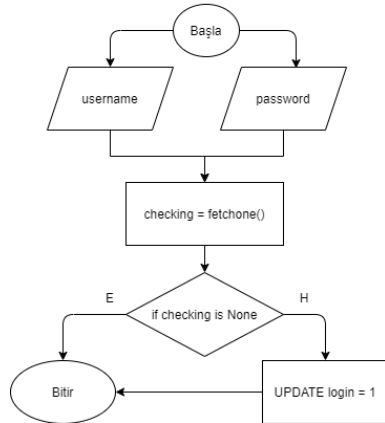 Başla
username
password
checking = fetchone()
E
H
if checking is None
Bitir
UPDATE login = 1